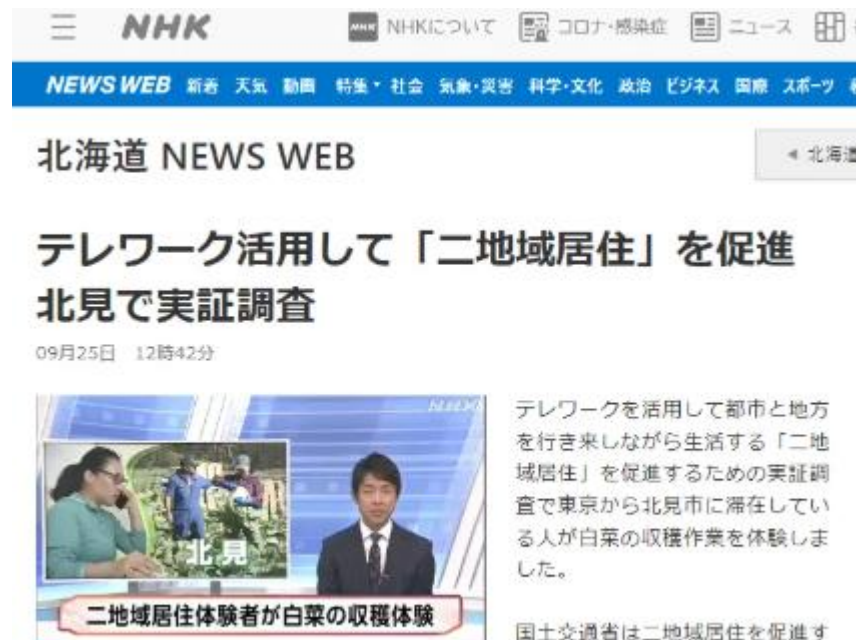 NHK
NHK NHKについて コロナ・感染症 ニュース
NEWS WEB 新着 天気 動画 特集 社会 気象・災害 科学・文化 政治 ビジネス 国際 スポーツ
北海道 NEWS WEB
◀ 北海道
テレワーク活用して「二地域居住」を促進
北見で実証調査
09月25日 12時42分
NHK
北見
二地域居住体験者が白菜の収穫体験
テレワークを活用して都市と地方
を行き来しながら生活する「二地
域居住」を促進するための実証調
査で東京から北見市に滞在してい
る人が白菜の収穫作業を体験しま
した。
国土交通省は二地域居住を促進す